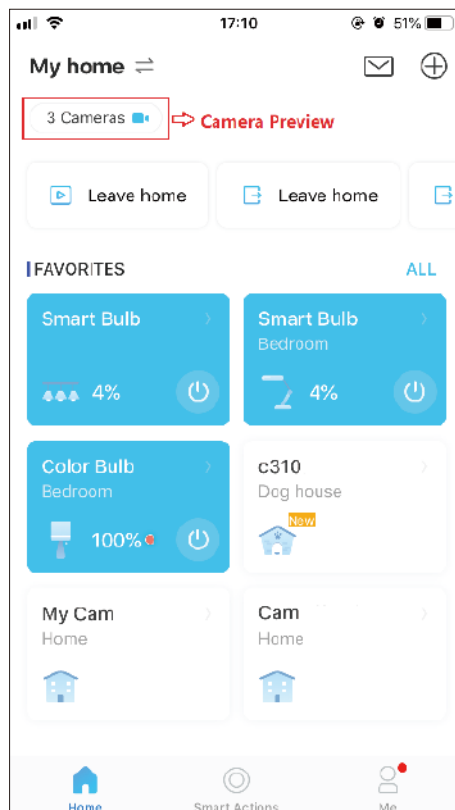 17:10
51%
My home
3 Cameras
Camera Preview
Leave home
Leave home
FAVORITES
ALL
Smart Bulb
4%
Smart Bulb
Bedroom
4%
Color Bulb
Bedroom
100%
c310
Dog house
New
My Cam
Home
Cam
Home
Home
Smart Actions
Me